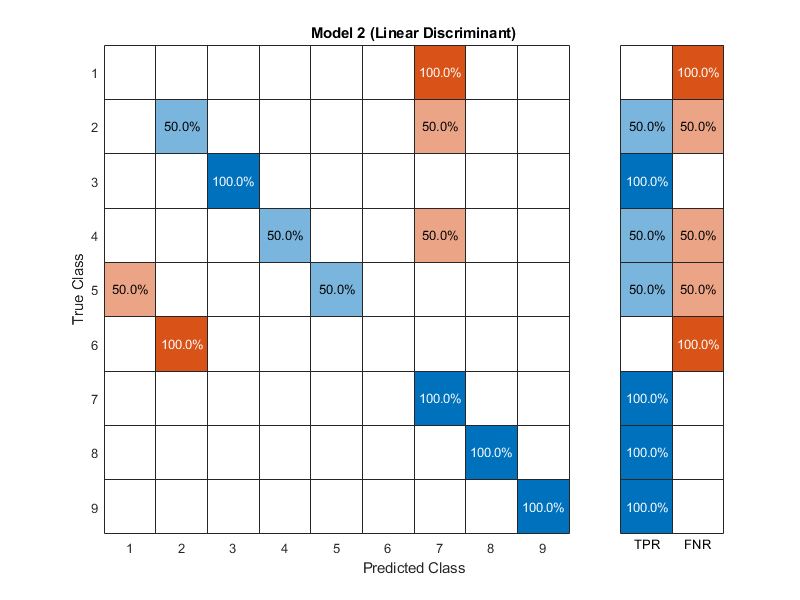 Model 2 (Linear Discriminant)
1 100.0% 100.0%
2 50.0% 50.0% 50.0% 50.0%
3 100.0% 100.0%
4 50.0% 50.0% 50.0% 50.0%
True Class
5 50.0% 50.0% 50.0% 50.0%
6 100.0% 100.0%
7 100.0% 100.0%
8 100.0% 100.0%
9 100.0% 100.0%
1 2 3 4 5 6 7 8 9 TPR FNR
Predicted Class